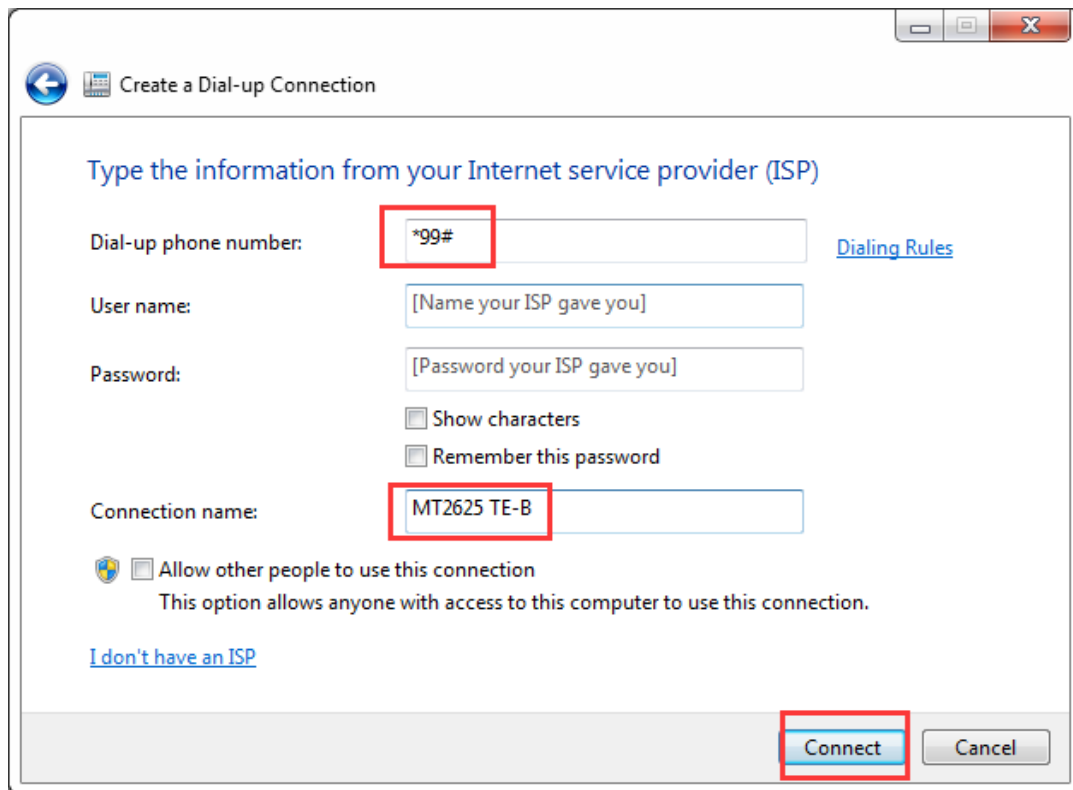 Create a Dial-up Connection
Type the information from your Internet service provider (ISP)
Dial-up phone number: *99# Dialing Rules
User name: [Name your ISP gave you]
Password: [Password your ISP gave you]
Show characters
Remember this password
Connection name: MT2625 TE-B
Allow other people to use this connection
This option allows anyone with access to this computer to use this connection.
I don't have an ISP
Connect Cancel